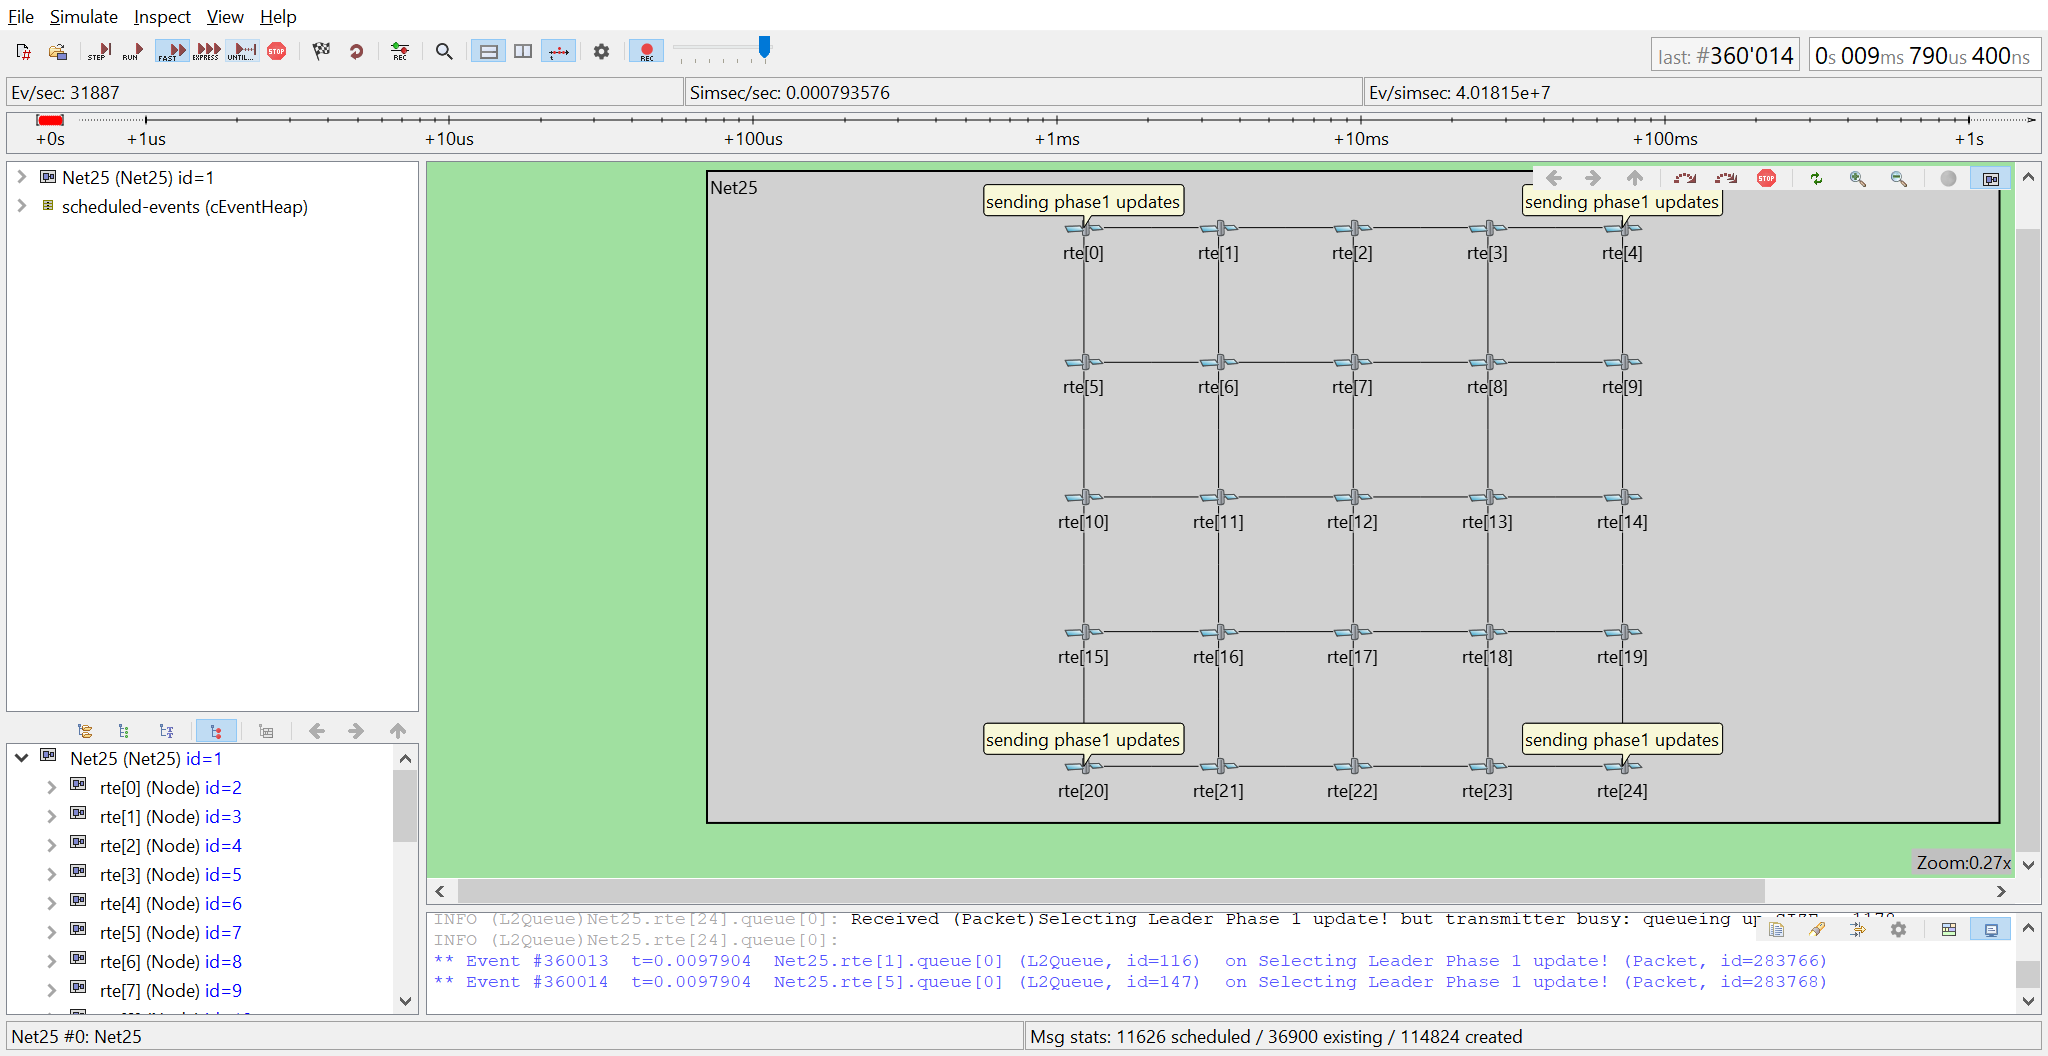 File Simulate Inspect View Help
STEP RUN FAST EXPRESS UNTIL... STOP REC REC
last: #360'014 0s 009ms 790us 400ns
Ev/sec: 31887 Simsec/sec: 0.000793576 Ev/simsec: 4.01815e+7
+0s +1us +10us +100us +1ms +10ms +100ms +1s
Net25 (Net25) id=1
scheduled-events (cEventHeap)
Net25
STOP
sending phase1 updates sending phase1 updates
rte[0] rte[1] rte[2] rte[3] rte[4]
rte[5] rte[6] rte[7] rte[8] rte[9]
rte[10] rte[11] rte[12] rte[13] rte[14]
rte[15] rte[16] rte[17] rte[18] rte[19]
sending phase1 updates sending phase1 updates
rte[20] rte[21] rte[22] rte[23] rte[24]
Zoom:0.27x
Net25 (Net25) id=1
rte[0] (Node) id=2
rte[1] (Node) id=3
rte[2] (Node) id=4
rte[3] (Node) id=5
rte[4] (Node) id=6
rte[5] (Node) id=7
rte[6] (Node) id=8
rte[7] (Node) id=9
INFO (L2Queue)Net25.rte[24].queue[0]: Received (Packet)Selecting Leader Phase 1 update! but transmitter busy: queueing up
INFO (L2Queue)Net25.rte[24].queue[0]:
** Event #360013 t=0.0097904 Net25.rte[1].queue[0] (L2Queue, id=116) on Selecting Leader Phase 1 update! (Packet, id=283766)
** Event #360014 t=0.0097904 Net25.rte[5].queue[0] (L2Queue, id=147) on Selecting Leader Phase 1 update! (Packet, id=283768)
Net25 #0: Net25
Msg stats: 11626 scheduled / 36900 existing / 114824 created